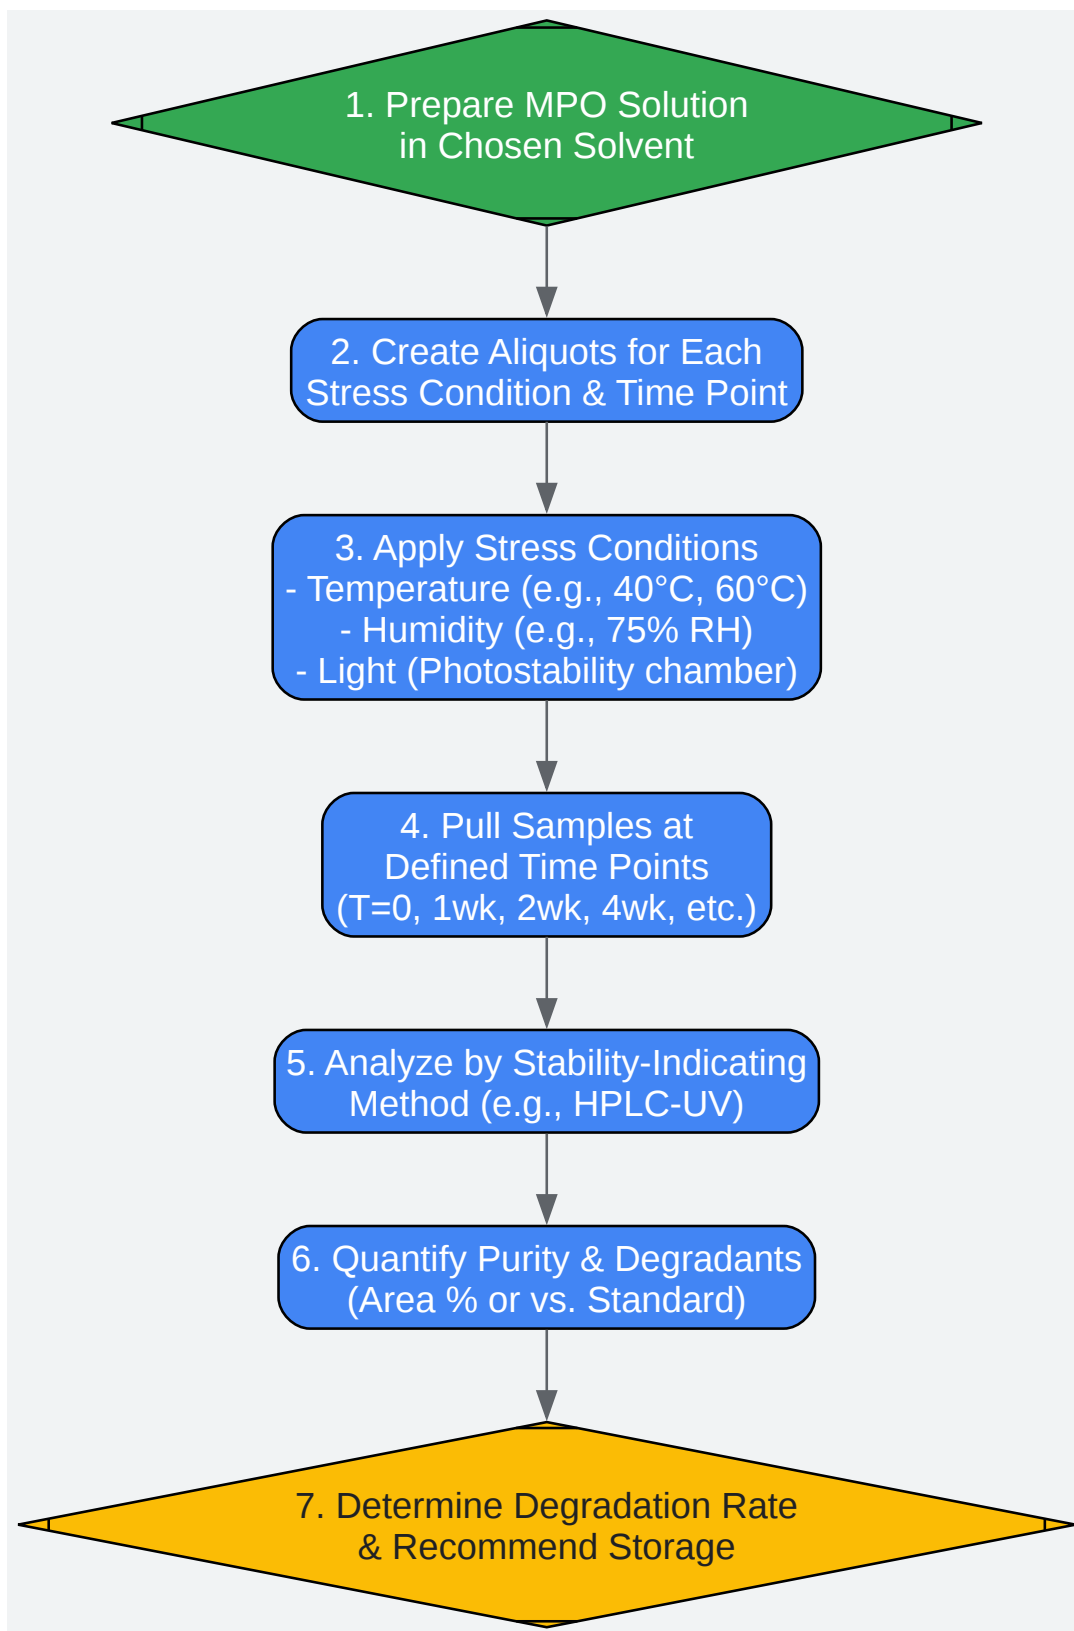 1. Prepare MPO Solution
in Chosen Solvent
2. Create Aliquots for Each
Stress Condition & Time Point
3. Apply Stress Conditions
- Temperature (e.g., 40°C, 60°C)
- Humidity (e.g., 75% RH)
- Light (Photostability chamber)
4. Pull Samples at
Defined Time Points
(T=0, 1wk, 2wk, 4wk, etc.)
5. Analyze by Stability-Indicating
Method (e.g., HPLC-UV)
6. Quantify Purity & Degradants
(Area % or vs. Standard)
7. Determine Degradation Rate
& Recommend Storage